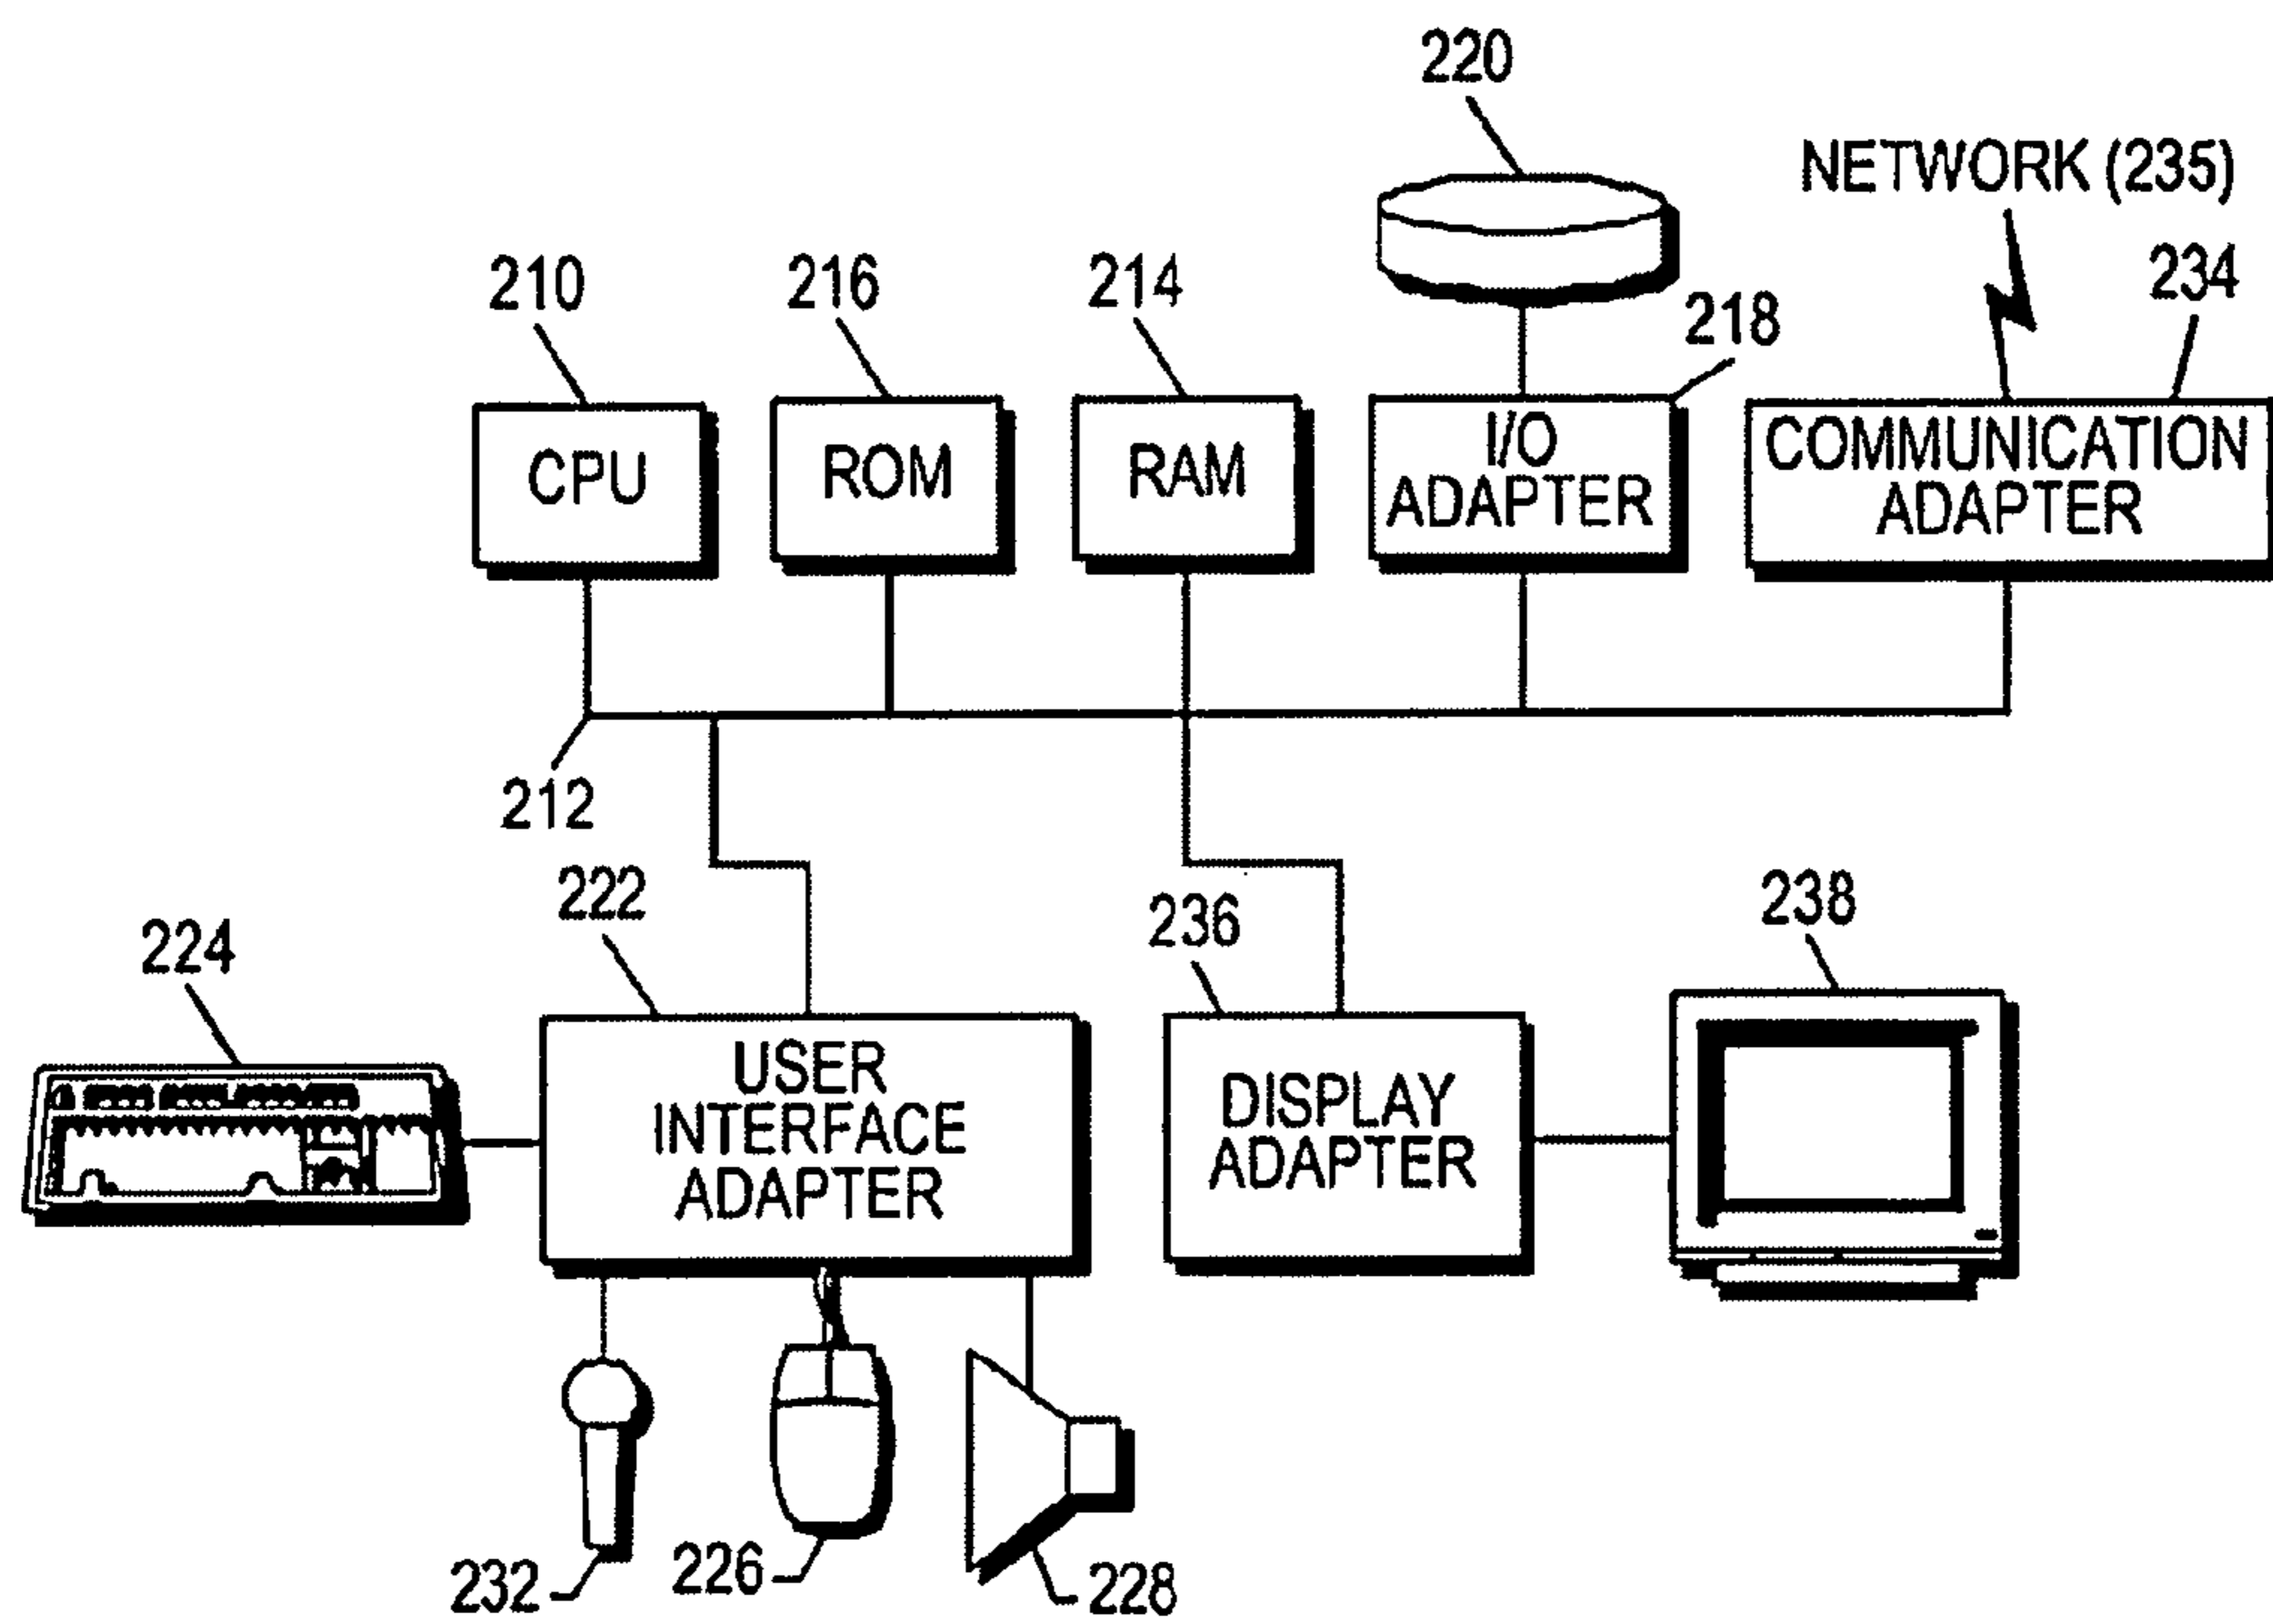 220
NETWORK (235)
210
216
214
218
234
CPU
ROM
RAM
I/O
ADAPTER
COMMUNICATION
ADAPTER
212
222
236
238
224
USER
INTERFACE
ADAPTER
DISPLAY
ADAPTER
232
226
228